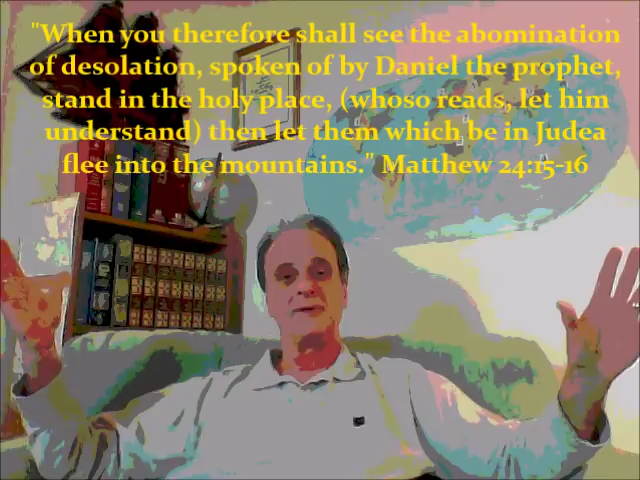 "When you therefore shall see the abomination
of desolation, spoken of by Daniel the prophet,
stand in the holy place, (whoso reads, let him
understand) then let them which be in Judea
flee into the mountains." Matthew 24:15-16